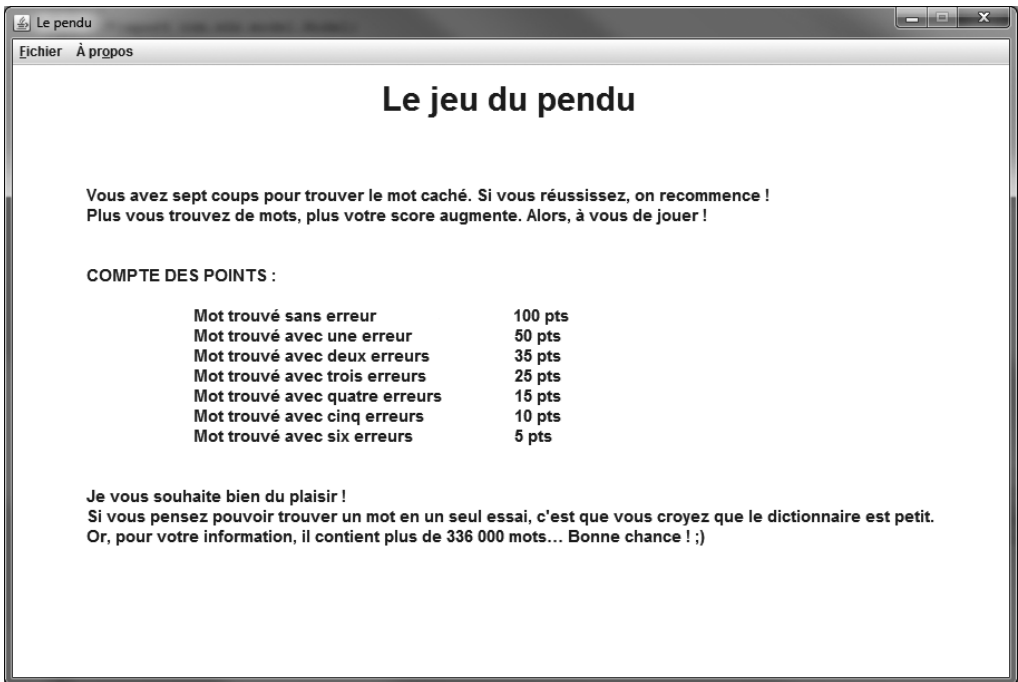 Le pendu
Fichier À propos
Le jeu du pendu
Vous avez sept coups pour trouver le mot caché. Si vous réussissez, on recommence !
Plus vous trouvez de mots, plus votre score augmente. Alors, à vous de jouer !
COMPTE DES POINTS :
Mot trouvé sans erreur 100 pts
Mot trouvé avec une erreur 50 pts
Mot trouvé avec deux erreurs 35 pts
Mot trouvé avec trois erreurs 25 pts
Mot trouvé avec quatre erreurs 15 pts
Mot trouvé avec cinq erreurs 10 pts
Mot trouvé avec six erreurs 5 pts
Je vous souhaite bien du plaisir !
Si vous pensez pouvoir trouver un mot en un seul essai, c'est que vous croyez que le dictionnaire est petit.
Or, pour votre information, il contient plus de 336 000 mots… Bonne chance ! ;)